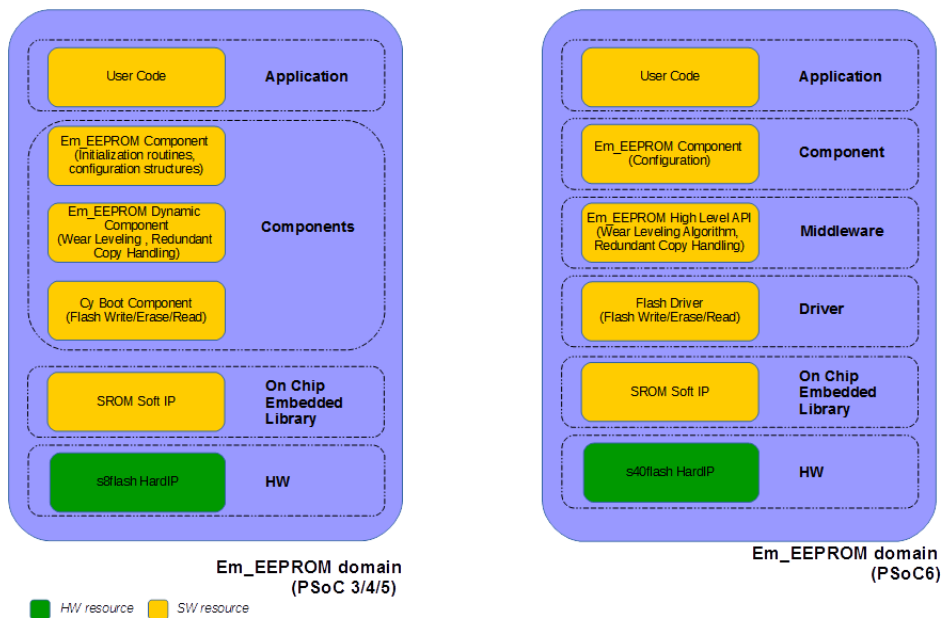 User Code
Application
Em_EEPROM Component
(Initialization routines,
configuration structures)
Em_EEPROM Dynamic
Component
(Wear Leveling , Redundant
Copy Handling)
Components
Cy Boot Component
(Flash Write/Erase/Read)
SROM Soft IP
On Chip
Embedded
Library
s8flash HardIP
HW
Em_EEPROM domain
(PSoC 3/4/5)
User Code
Application
Em_EEPROM Component
(Configuration)
Component
Em_EEPROM High Level API
(Wear Leveling Algorithm,
Redundant Copy Handling)
Middleware
Flash Driver
(Flash Write/Erase/Read)
Driver
SROM Soft IP
On Chip
Embedded
Library
s40flash HardIP
HW
Em_EEPROM domain
(PSoC6)
HW resource
SW resource